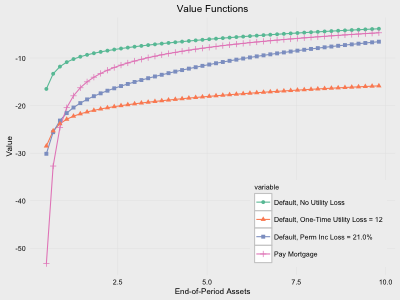 Value Functions
Value
-10
-20
-30
-40
-50
variable
Default, No Utility Loss
Default, One-Time Utility Loss = 12
Default, Perm Inc Loss = 21.0%
Pay Mortgage
2.5
5.0
7.5
10.0
End-of-Period Assets